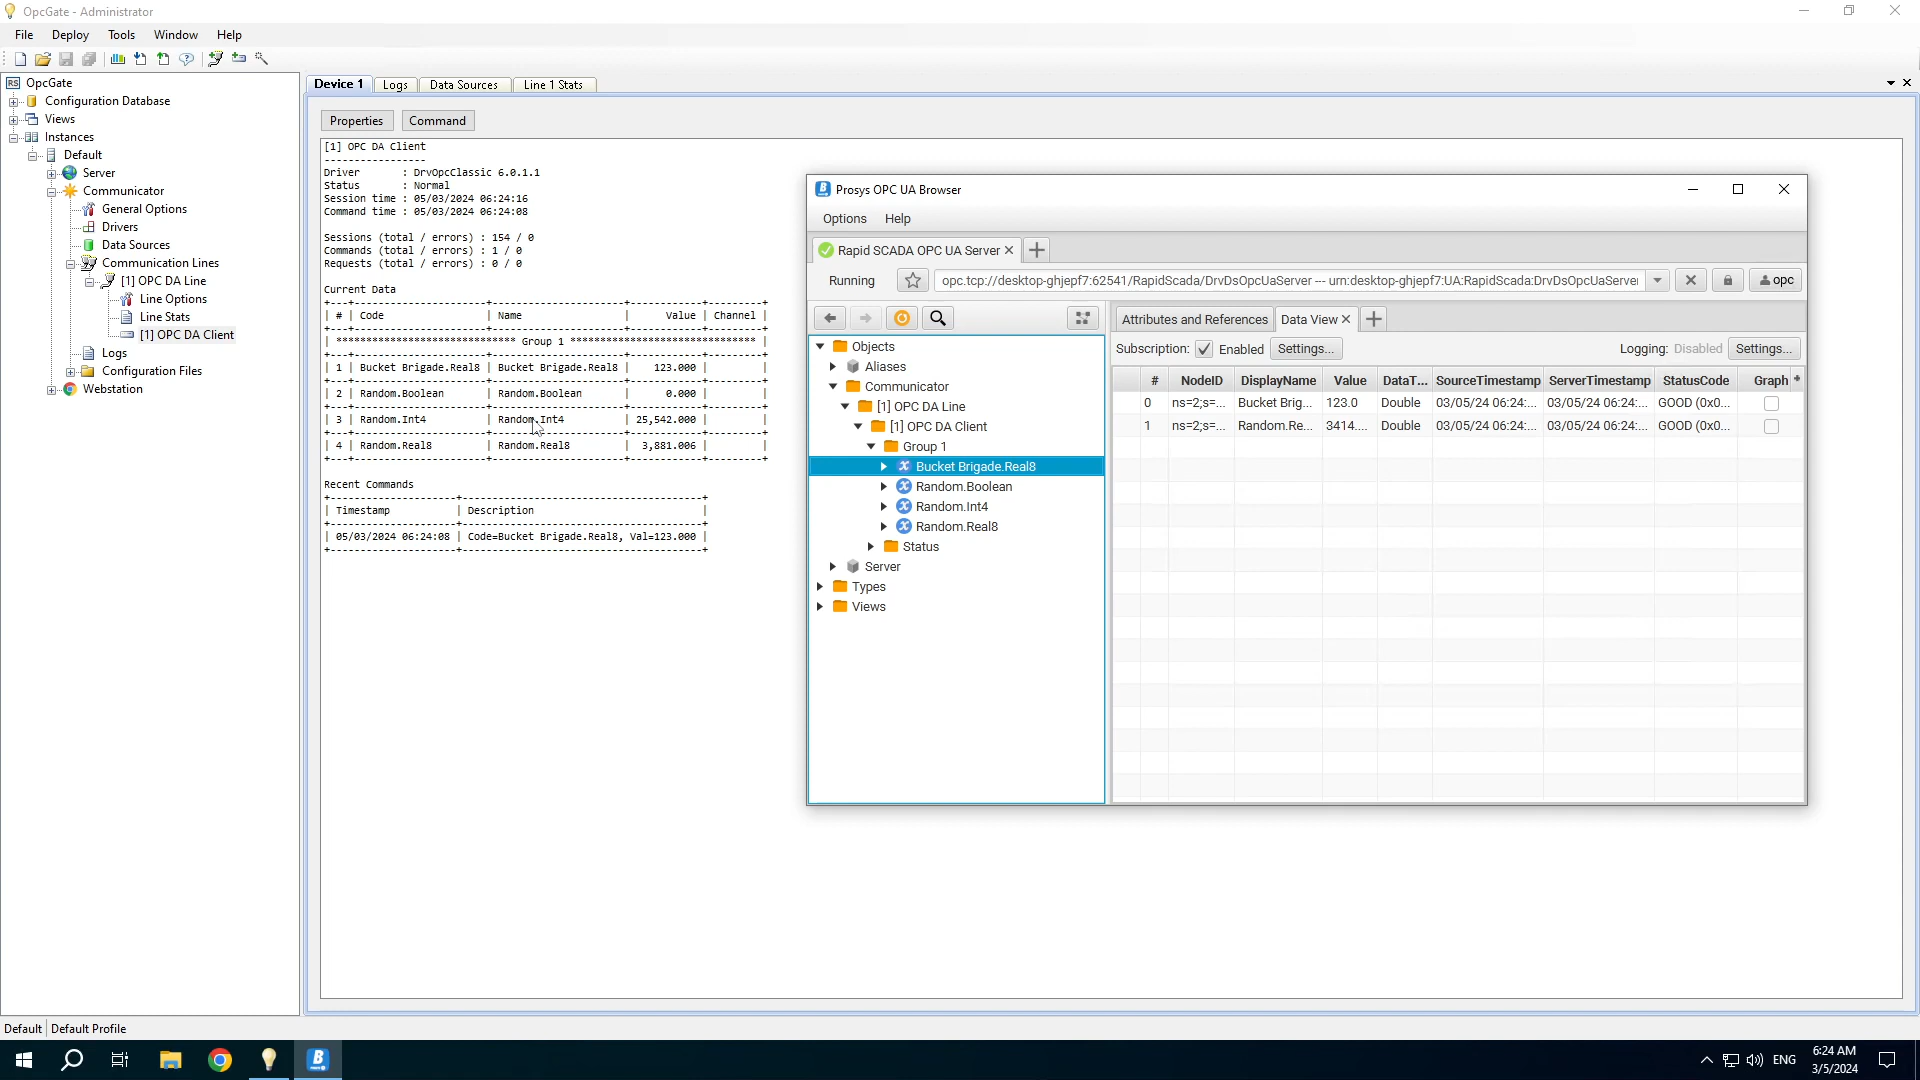 OpcGate - Administrator
File Deploy Tools Window Help
RS OpcGate
Configuration Database
Views
Instances
Default
Server
Communicator
General Options
Drivers
Data Sources
Communication Lines
[1] OPC DA Line
Line Options
Line Stats
[1] OPC DA Client
Logs
Configuration Files
Webstation
Device 1 Logs Data Sources Line 1 Stats
Properties Command
[1] OPC DA Client
-----------------
Driver : DrvOpcClassic 6.0.1.1
Status : Normal
Session time : 05/03/2024 06:24:16
Command time : 05/03/2024 06:24:08
Sessions (total / errors) : 154 / 0
Commands (total / errors) : 1 / 0
Requests (total / errors) : 0 / 0
Current Data
| # | Code | Name | Value | Channel |
| ****************************** Group 1 ******************************* |
| 1 | Bucket Brigade.Real8 | Bucket Brigade.Real8 | 123.000 | |
| 2 | Random.Boolean | Random.Boolean | 0.000 | |
| 3 | Random.Int4 | Random.Int4 | 25,542.000 | |
| 4 | Random.Real8 | Random.Real8 | 3,881.006 | |
Recent Commands
| Timestamp | Description |
| 05/03/2024 06:24:08 | Code=Bucket Brigade.Real8, Val=123.000 |
Prosys OPC UA Browser
Options Help
Rapid SCADA OPC UA Server
Running opc.tcp://desktop-ghjepf7:62541/RapidScada/DrvDsOpcUaServer --- urn:desktop-ghjepf7:UA:RapidScada:DrvDsOpcUaServer opc
Objects
Aliases
Communicator
[1] OPC DA Line
[1] OPC DA Client
Group 1
Bucket Brigade.Real8
Random.Boolean
Random.Int4
Random.Real8
Status
Server
Types
Views
Attributes and References Data View
Subscription: Enabled Settings... Logging: Disabled Settings...
# NodeID DisplayName Value DataT... SourceTimestamp ServerTimestamp StatusCode Graph
0 ns=2;s=... Bucket Brig... 123.0 Double 03/05/24 06:24:... 03/05/24 06:24:... GOOD (0x0...
1 ns=2;s=... Random.Re... 3414.... Double 03/05/24 06:24:... 03/05/24 06:24:... GOOD (0x0...
Default Default Profile
ENG
6:24 AM
3/5/2024